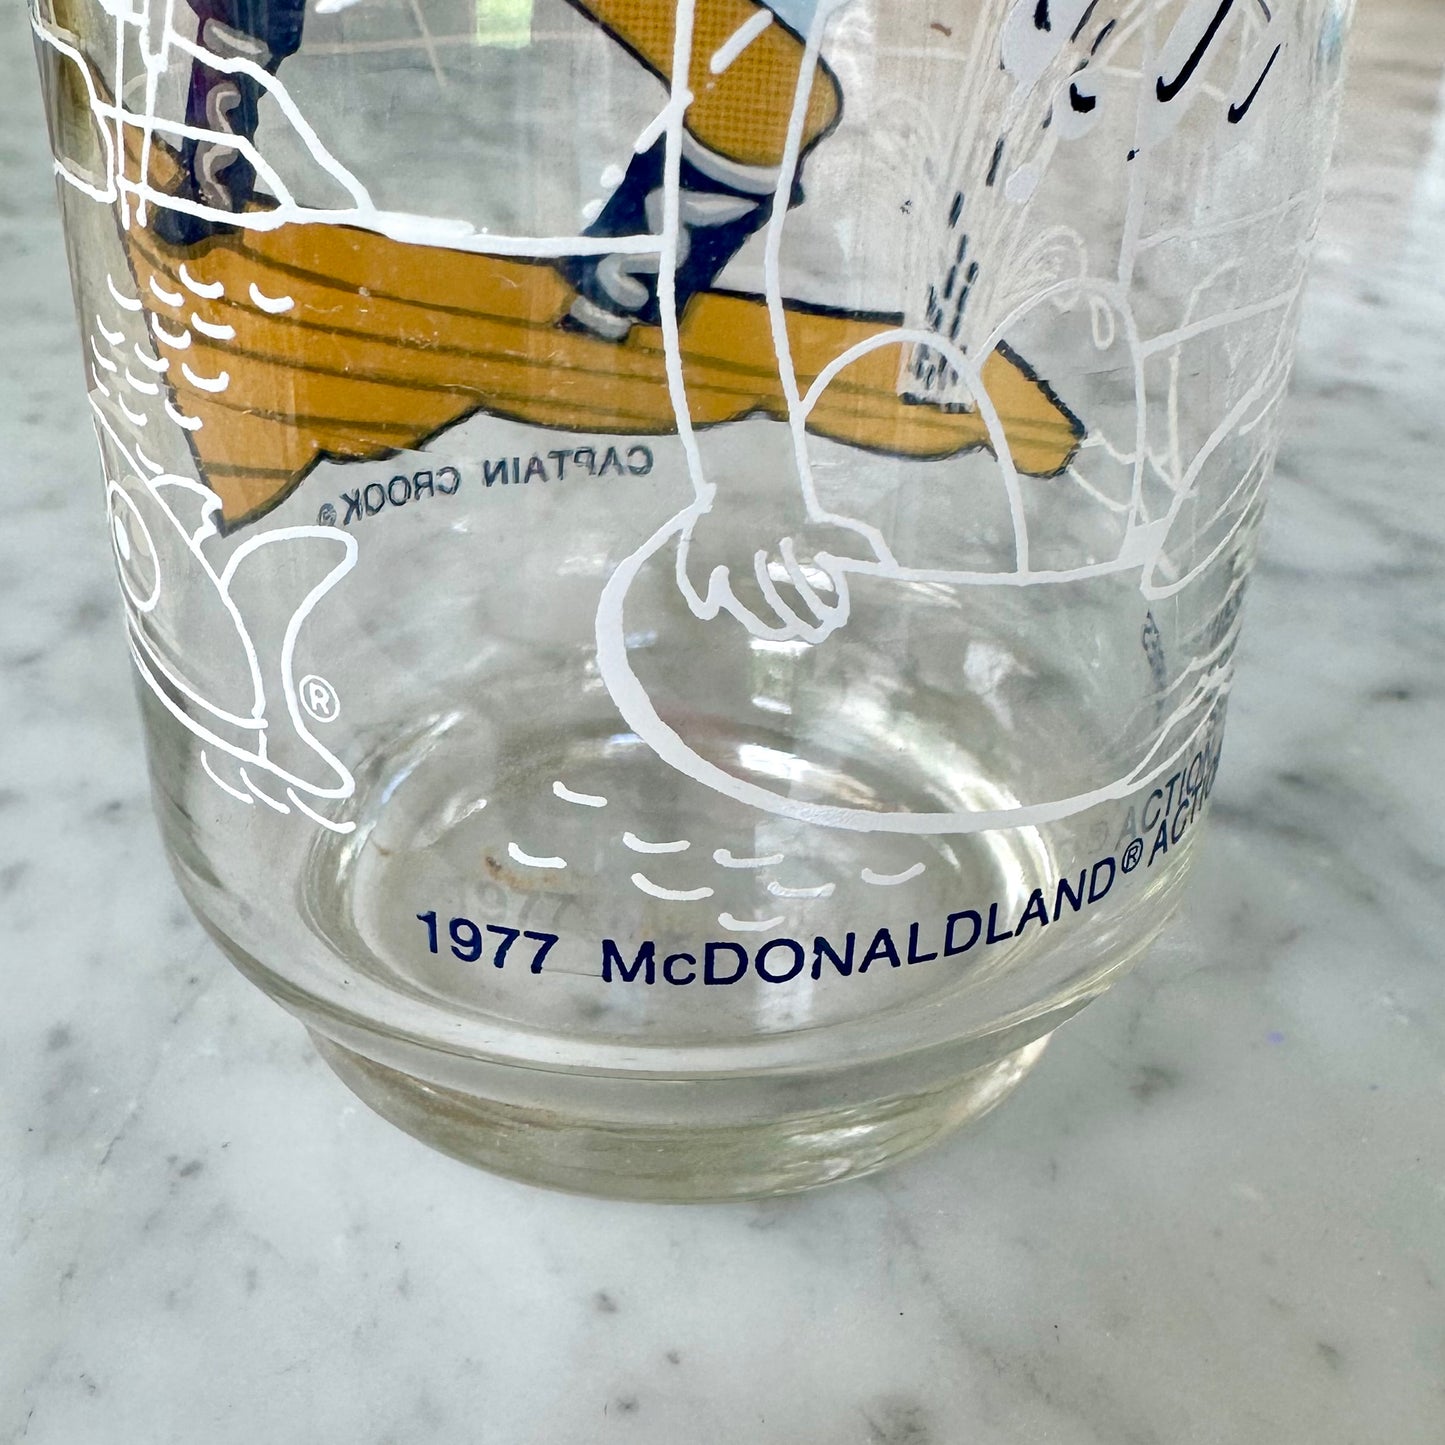 CAPTAIN CROOK®
®
1977 McDONALDLAND® ACTION